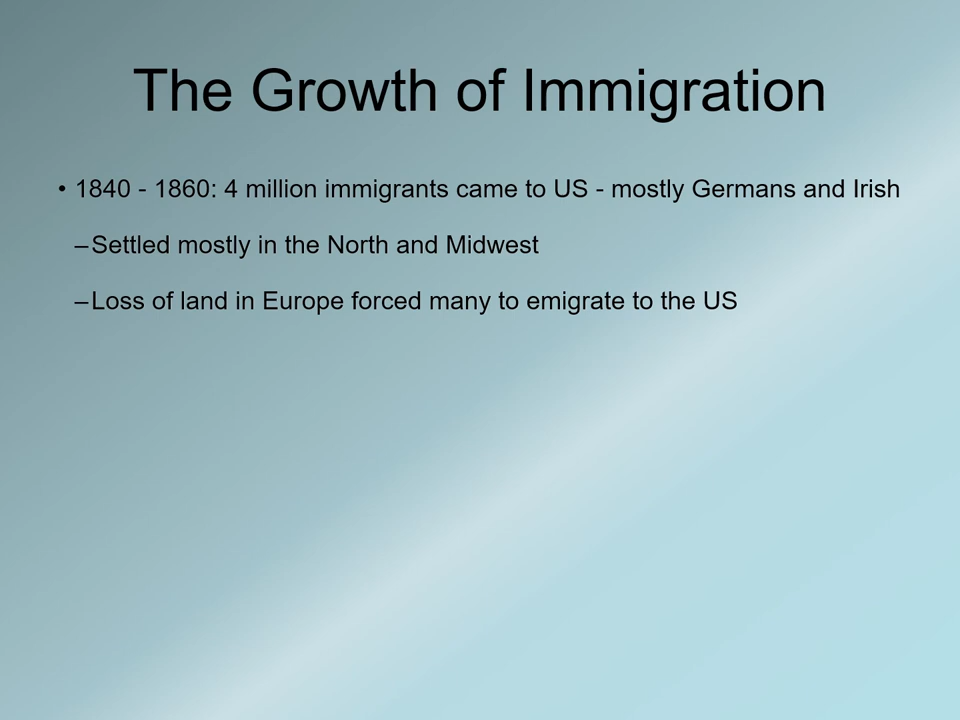 The Growth of Immigration
• 1840 - 1860: 4 million immigrants came to US - mostly Germans and Irish
–Settled mostly in the North and Midwest
–Loss of land in Europe forced many to emigrate to the US